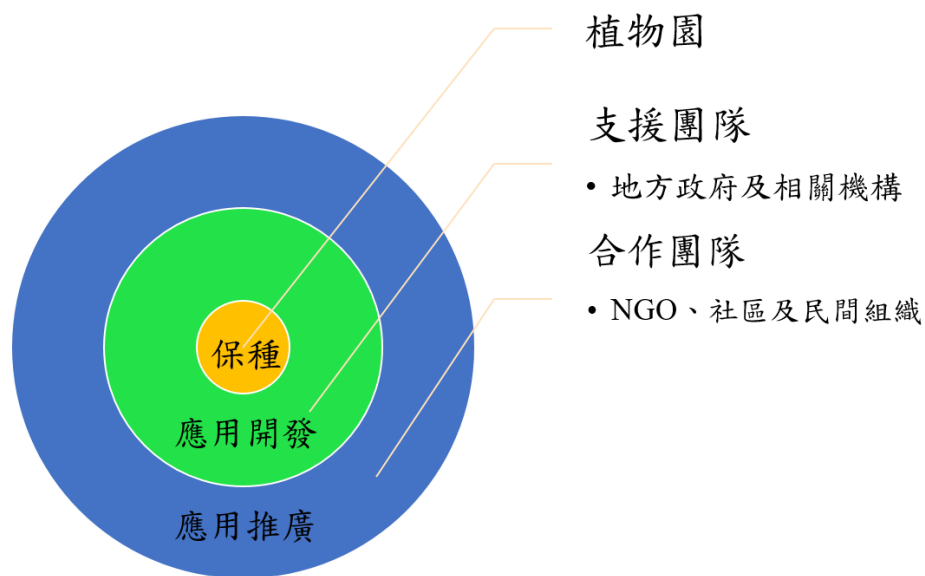 植物園
支援團隊
• 地方政府及相關機構
合作團隊
• NGO、社區及民間組織
保種
應用開發
應用推廣